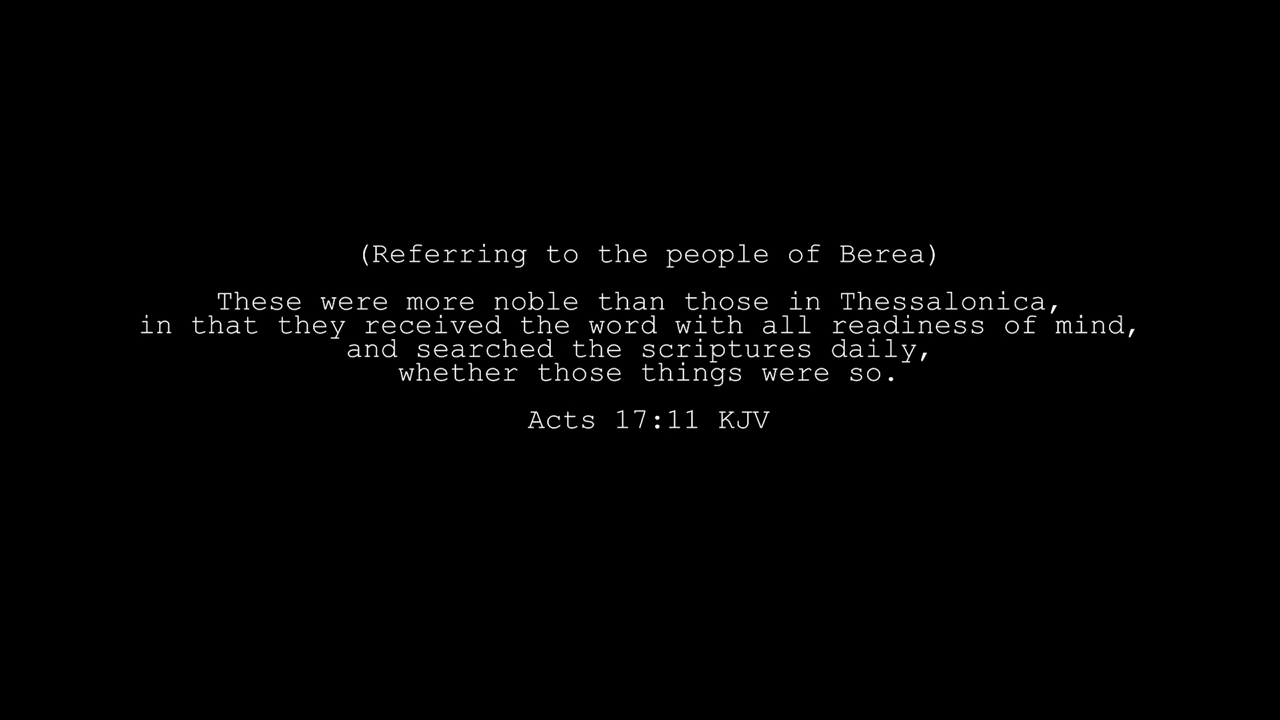 (Referring to the people of Berea)
These were more noble than those in Thessalonica,
in that they received the word with all readiness of mind,
and searched the scriptures daily,
whether those things were so.
Acts 17:11 KJV